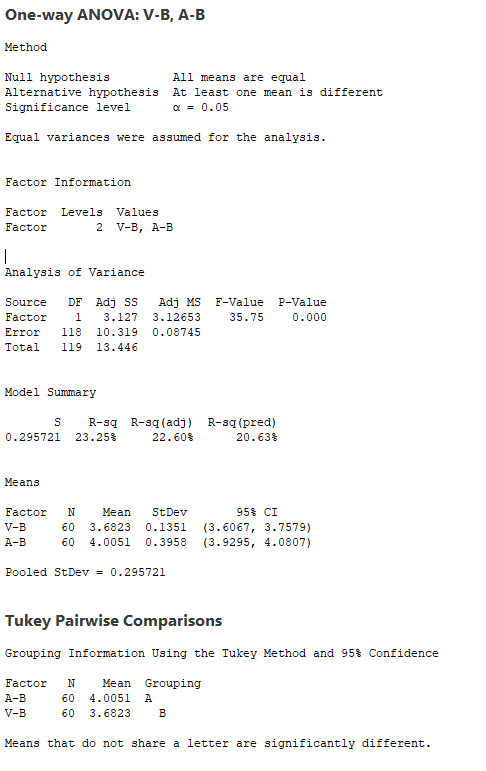 One-way ANOVA: V-B, A-B
Method
Null hypothesis All means are equal
Alternative hypothesis At least one mean is different
Significance level α = 0.05
Equal variances were assumed for the analysis.
Factor Information
Factor Levels Values
Factor 2 V-B, A-B
Analysis of Variance
Source DF Adj SS Adj MS F-Value P-Value
Factor 1 3.127 3.12653 35.75 0.000
Error 118 10.319 0.08745
Total 119 13.446
Model Summary
S R-sq R-sq(adj) R-sq(pred)
0.295721 23.25% 22.60% 20.63%
Means
Factor N Mean StDev 95% CI
V-B 60 3.6823 0.1351 (3.6067, 3.7579)
A-B 60 4.0051 0.3958 (3.9295, 4.0807)
Pooled StDev = 0.295721
Tukey Pairwise Comparisons
Grouping Information Using the Tukey Method and 95% Confidence
Factor N Mean Grouping
A-B 60 4.0051 A
V-B 60 3.6823 B
Means that do not share a letter are significantly different.